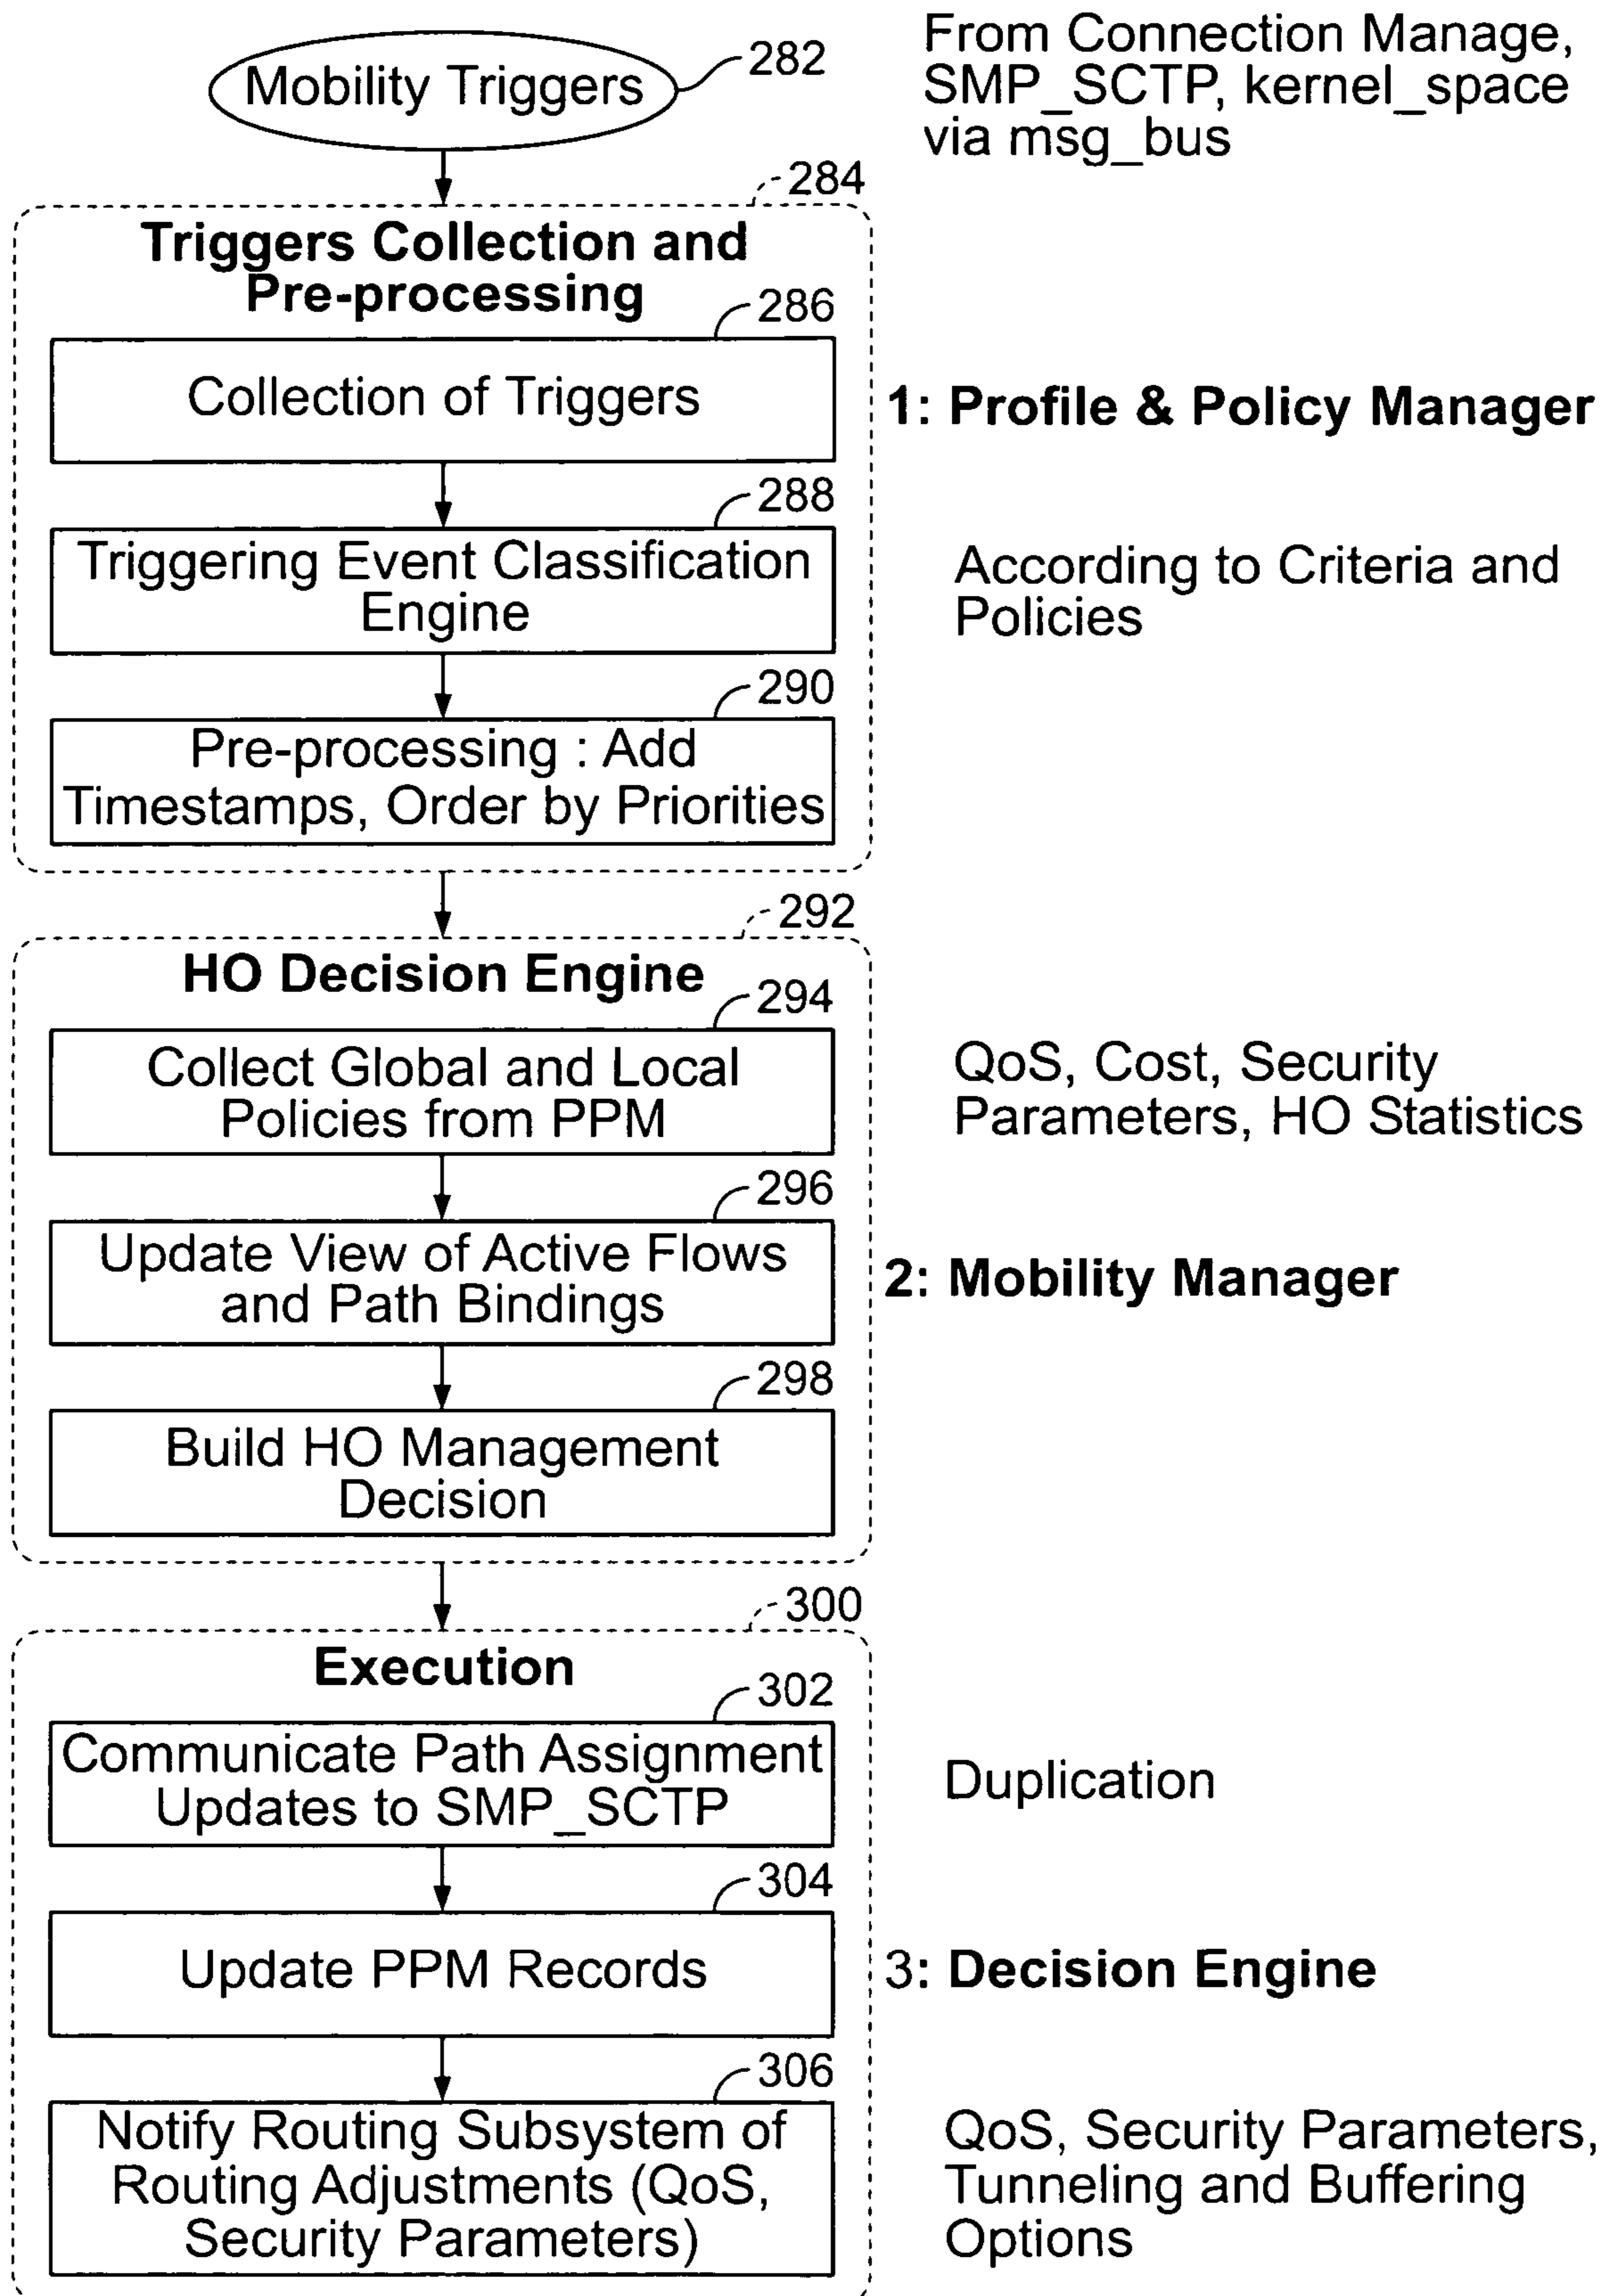 Mobility Triggers
282
From Connection Manage,
SMP_SCTP, kernel_space
via msg_bus
284
Triggers Collection and
Pre-processing
286
Collection of Triggers
1: Profile & Policy Manager
288
Triggering Event Classification
Engine
According to Criteria and
Policies
290
Pre-processing : Add
Timestamps, Order by Priorities
292
HO Decision Engine
294
Collect Global and Local
Policies from PPM
QoS, Cost, Security
Parameters, HO Statistics
296
Update View of Active Flows
and Path Bindings
2: Mobility Manager
298
Build HO Management
Decision
300
Execution
302
Communicate Path Assignment
Updates to SMP_SCTP
Duplication
304
Update PPM Records
3: Decision Engine
306
Notify Routing Subsystem of
Routing Adjustments (QoS,
Security Parameters)
QoS, Security Parameters,
Tunneling and Buffering
Options